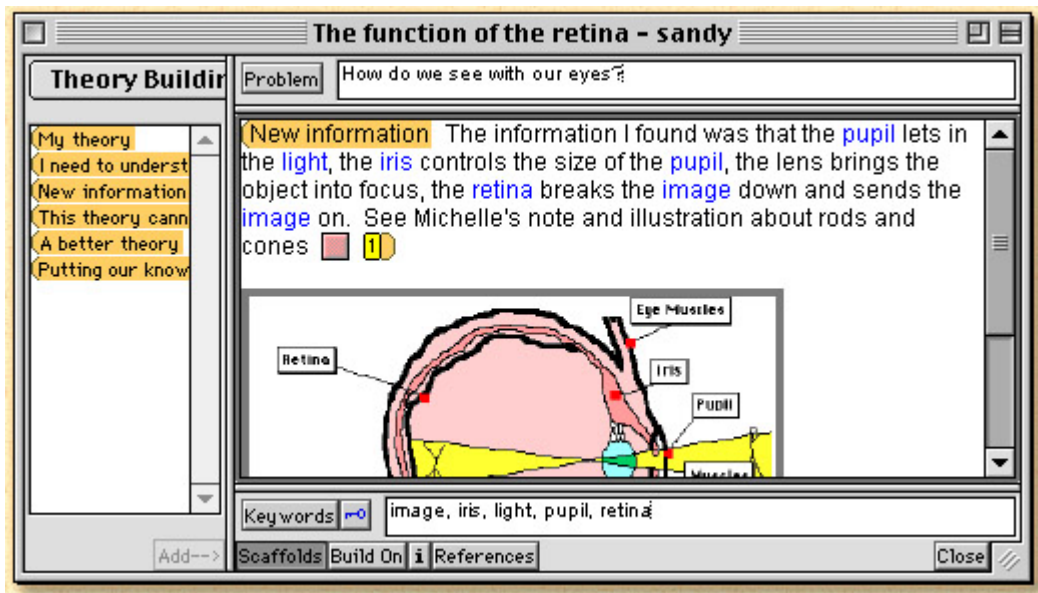 The function of the retina – sandy
Theory Buildin
Problem
How do we see with our eyes?
My theory
I need to underst
New information
This theory cann
A better theory
Putting our know
New information The information I found was that the pupil lets in
the light, the iris controls the size of the pupil, the lens brings the
object into focus, the retina breaks the image down and sends the
image on. See Michelle's note and illustration about rods and
cones 1
Eye Muscles
Retina
Iris
Pupil
Muscles
Keywords
image, iris, light, pupil, retina
Add-->
Scaffolds Build On i References
Close